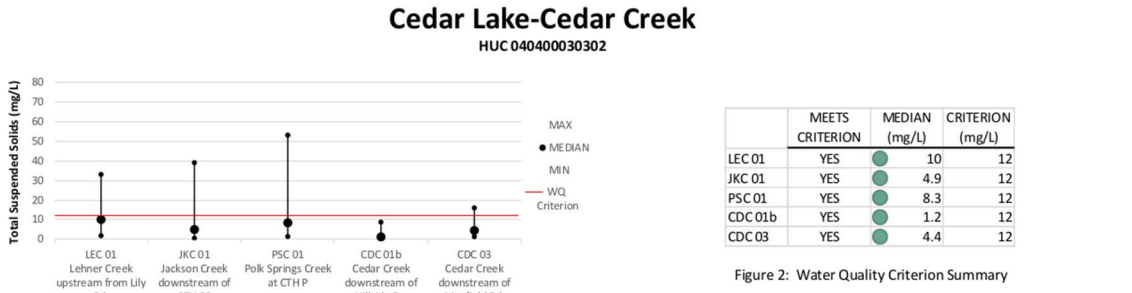 Cedar Lake-Cedar Creek
HUC 040400030302
Total Suspended Solids (mg/L)
80
70
60
50
40
30
20
10
0
MAX
MEDIAN
MIN
WQ
Criterion
LEC 01
Lehner Creek
upstream from Lily
JKC 01
Jackson Creek
downstream of
PSC 01
Polk Springs Creek
at CTH P
CDC 01b
Cedar Creek
downstream of
CDC 03
Cedar Creek
downstream of
MEETS CRITERION MEDIAN (mg/L) CRITERION (mg/L)
LEC 01 YES 10 12
JKC 01 YES 4.9 12
PSC 01 YES 8.3 12
CDC 01b YES 1.2 12
CDC 03 YES 4.4 12
Figure 2: Water Quality Criterion Summary